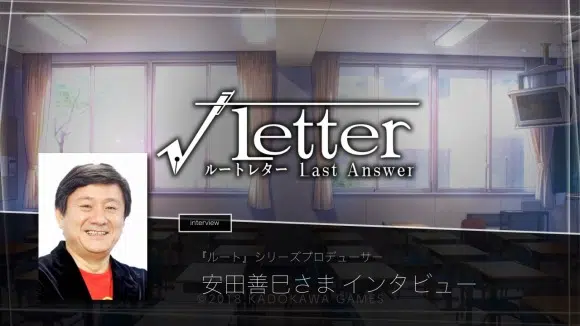 √Letter
ルートレター Last Answer
interview
『ルート』シリーズプロデューサー
安田善巳さまインタビュー
©2018 KADOKAWA GAMES